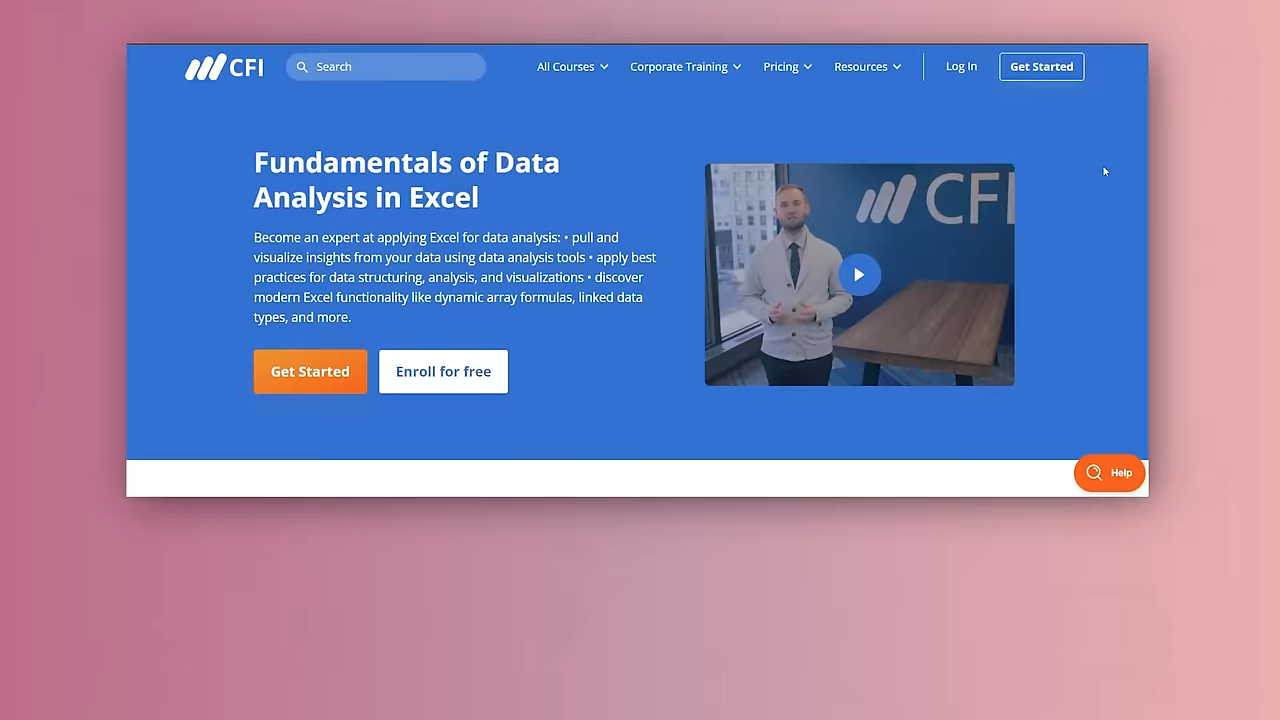 CFI
Search
All Courses
Corporate Training
Pricing
Resources
Log In
Get Started
Fundamentals of Data
Analysis in Excel
Become an expert at applying Excel for data analysis: • pull and
visualize insights from your data using data analysis tools • apply best
practices for data structuring, analysis, and visualizations • discover
modern Excel functionality like dynamic array formulas, linked data
types, and more.
Get Started
Enroll for free
CFI
Help